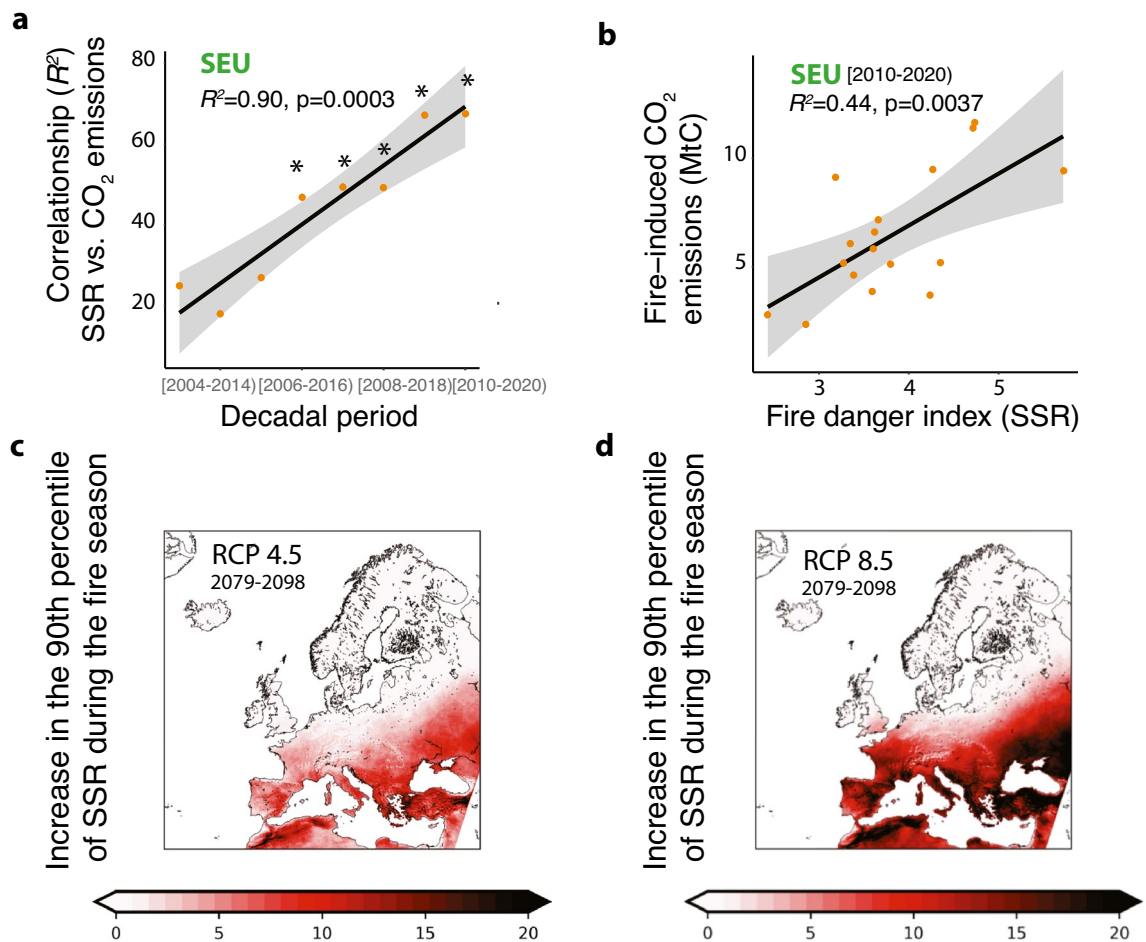 a
Correlationship (R²)
SSR vs. CO₂ emissions
80
60
40
20
SEU
R²=0.90, p=0.0003
*
*
*
*
*
[2004-2014)
[2006-2016)
[2008-2018)
[2010-2020)
Decadal period
b
Fire−induced CO₂
emissions (MtC)
10
5
SEU [2010-2020)
R²=0.44, p=0.0037
3
4
5
Fire danger index (SSR)
c
Increase in the 90th percentile
of SSR during the fire season
RCP 4.5
2079-2098
0
5
10
15
20
d
Increase in the 90th percentile
of SSR during the fire season
RCP 8.5
2079-2098
0
5
10
15
20